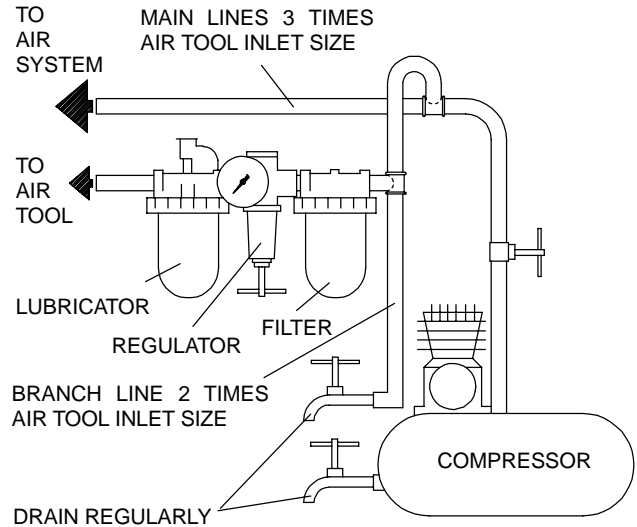 TO
AIR
SYSTEM
MAIN LINES 3 TIMES
AIR TOOL INLET SIZE
TO
AIR
TOOL
LUBRICATOR
REGULATOR
FILTER
BRANCH LINE 2 TIMES
AIR TOOL INLET SIZE
COMPRESSOR
DRAIN REGULARLY